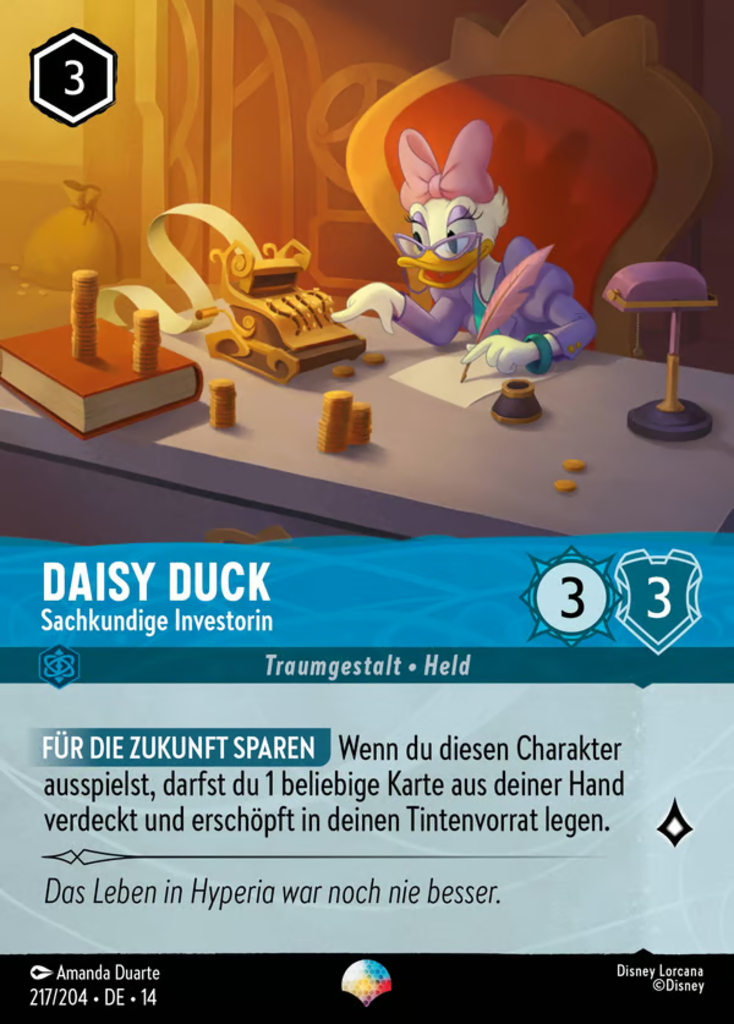 3
DAISY DUCK
Sachkundige Investorin
3 3
Traumgestalt • Held
FÜR DIE ZUKUNFT SPAREN Wenn du diesen Charakter
ausspielst, darfst du 1 beliebige Karte aus deiner Hand
verdeckt und erschöpft in deinen Tintenvorrat legen.
Das Leben in Hyperia war noch nie besser.
Amanda Duarte
217/204 • DE • 14
Disney Lorcana
©Disney